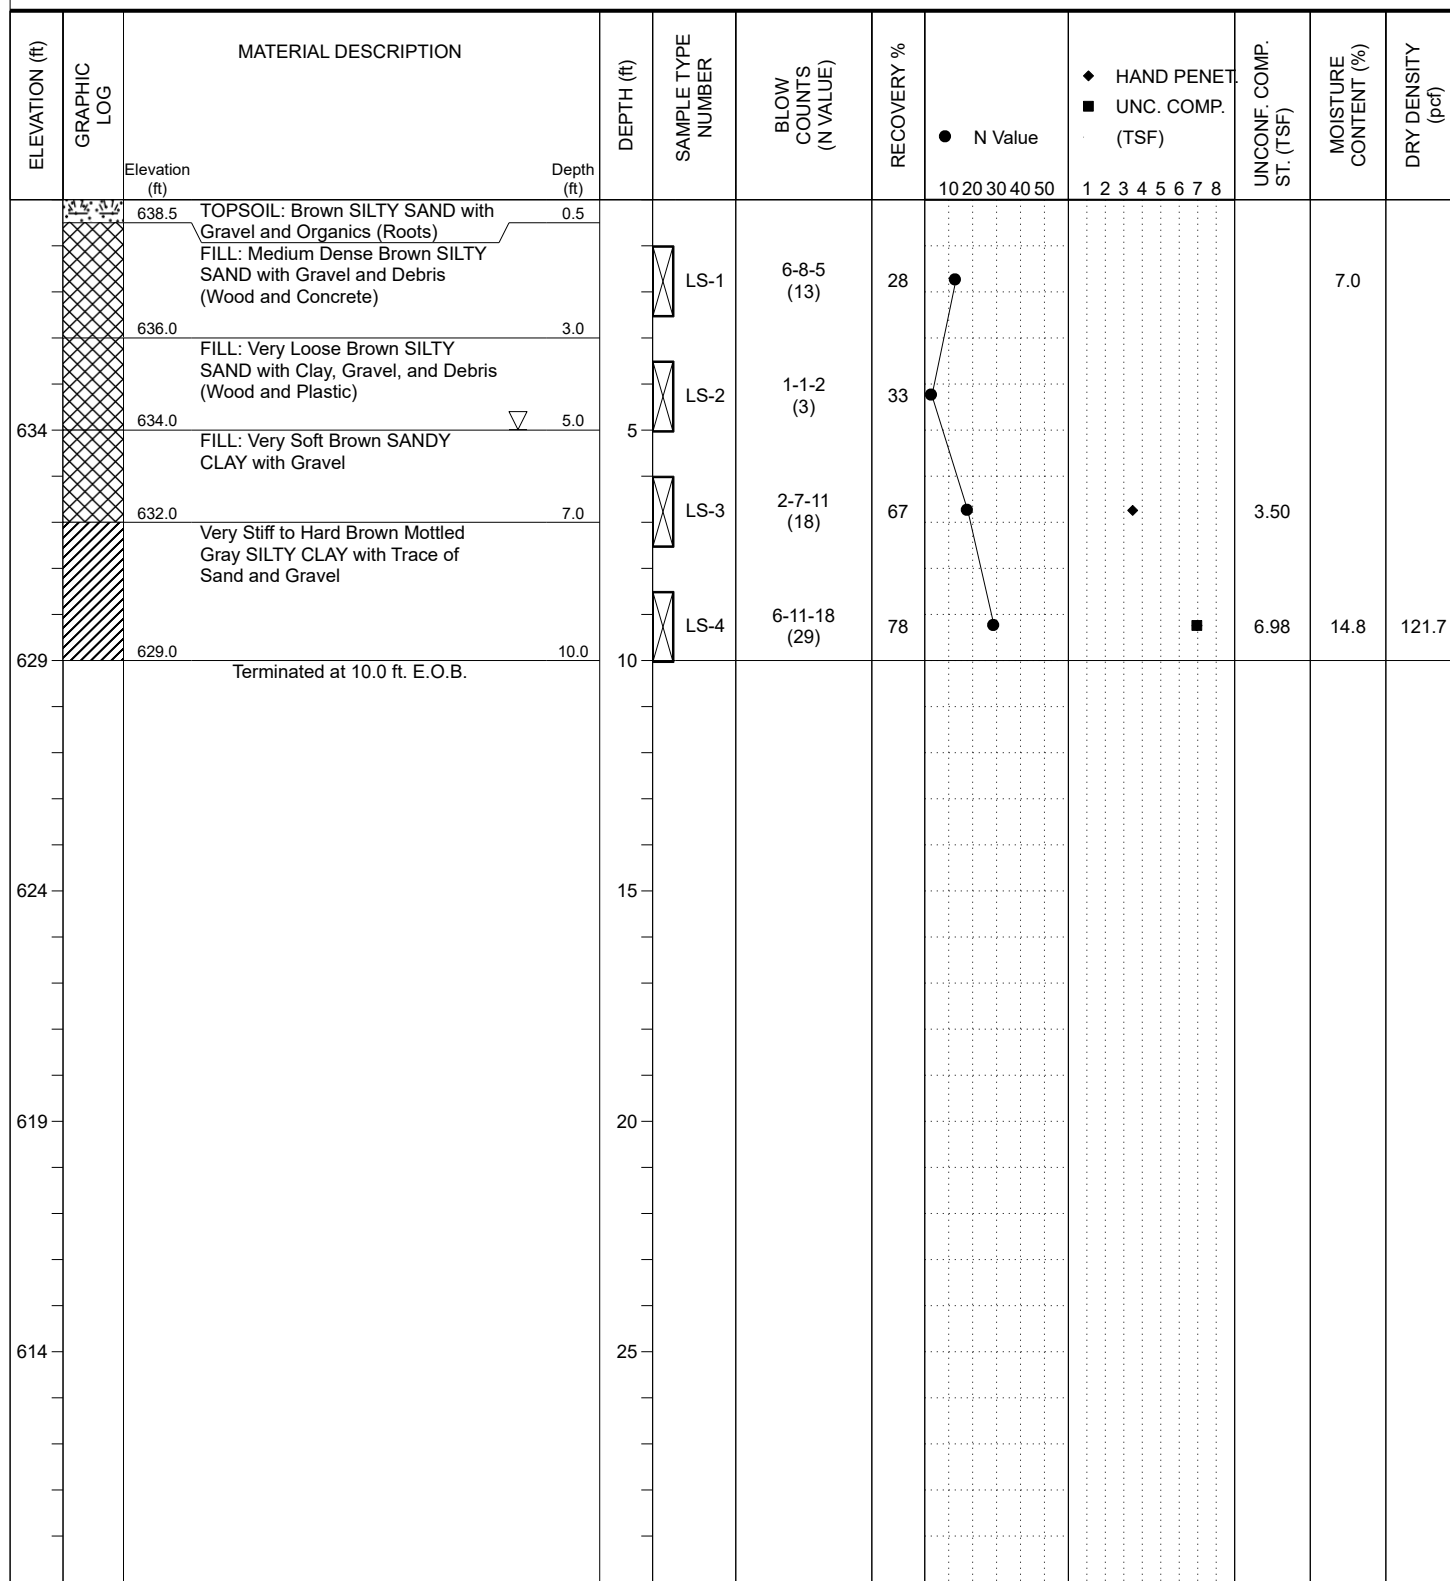 ELEVATION (ft)
GRAPHIC
LOG
MATERIAL DESCRIPTION
Elevation
(ft)
Depth
(ft)
DEPTH (ft)
SAMPLE TYPE
NUMBER
BLOW
COUNTS
(N VALUE)
RECOVERY %
N Value
10 20 30 40 50
HAND PENET.
UNC. COMP.
(TSF)
1 2 3 4 5 6 7 8
UNCONF. COMP.
ST. (TSF)
MOISTURE
CONTENT (%)
DRY DENSITY
(pcf)
638.5 TOPSOIL: Brown SILTY SAND with 0.5
Gravel and Organics (Roots)
FILL: Medium Dense Brown SILTY
SAND with Gravel and Debris
(Wood and Concrete)
LS-1 6-8-5 28 7.0
(13)
636.0 3.0
FILL: Very Loose Brown SILTY
SAND with Clay, Gravel, and Debris
(Wood and Plastic)
LS-2 1-1-2 33
(3)
634 634.0 5.0 5
FILL: Very Soft Brown SANDY
CLAY with Gravel
LS-3 2-7-11 67 3.50
(18)
632.0 7.0
Very Stiff to Hard Brown Mottled
Gray SILTY CLAY with Trace of
Sand and Gravel
LS-4 6-11-18 78 6.98 14.8 121.7
(29)
629 629.0 10.0 10
Terminated at 10.0 ft. E.O.B.
624 15
619 20
614 25